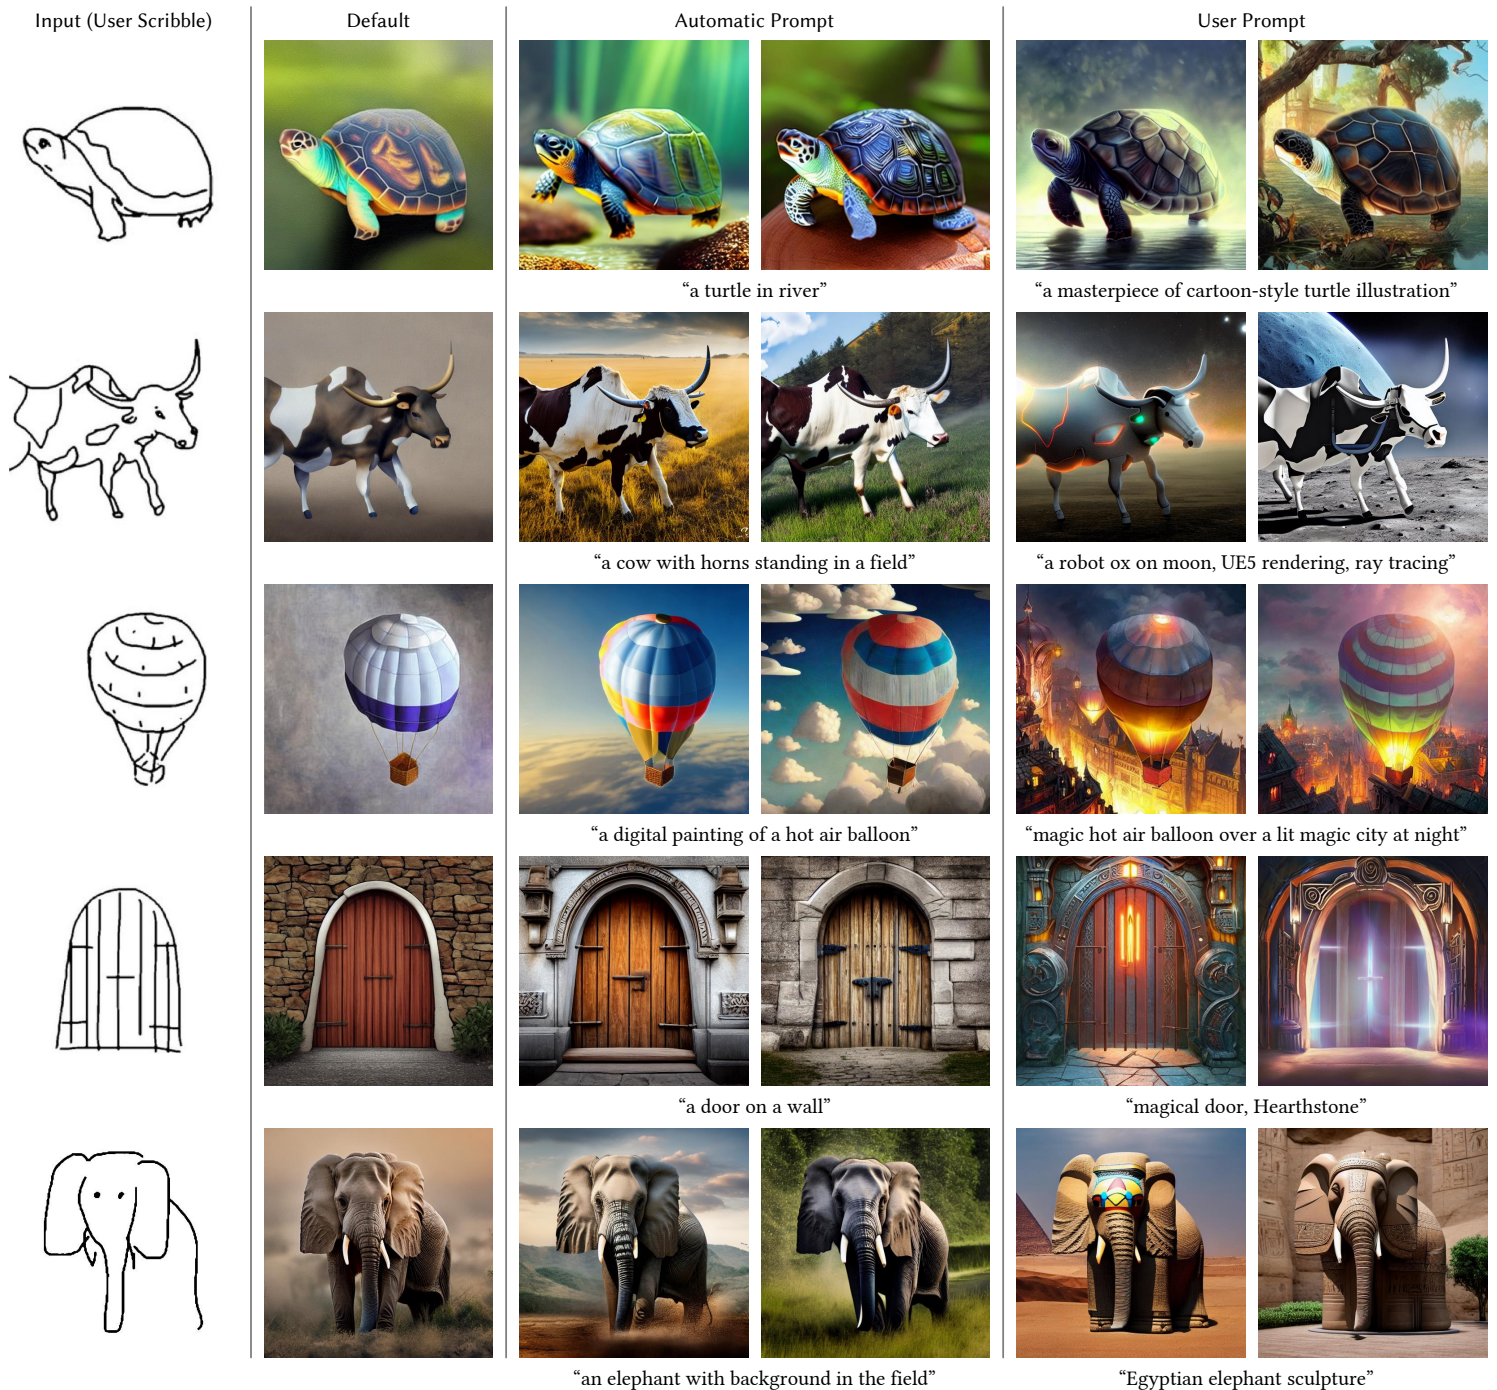 Input (User Scribble)
Default
Automatic Prompt
User Prompt
“a turtle in river”
“a masterpiece of cartoon-style turtle illustration”
“a cow with horns standing in a field”
“a robot ox on moon, UE5 rendering, ray tracing”
“a digital painting of a hot air balloon”
“magic hot air balloon over a lit magic city at night”
“a door on a wall”
“magical door, Hearthstone”
“an elephant with background in the field”
“Egyptian elephant sculpture”